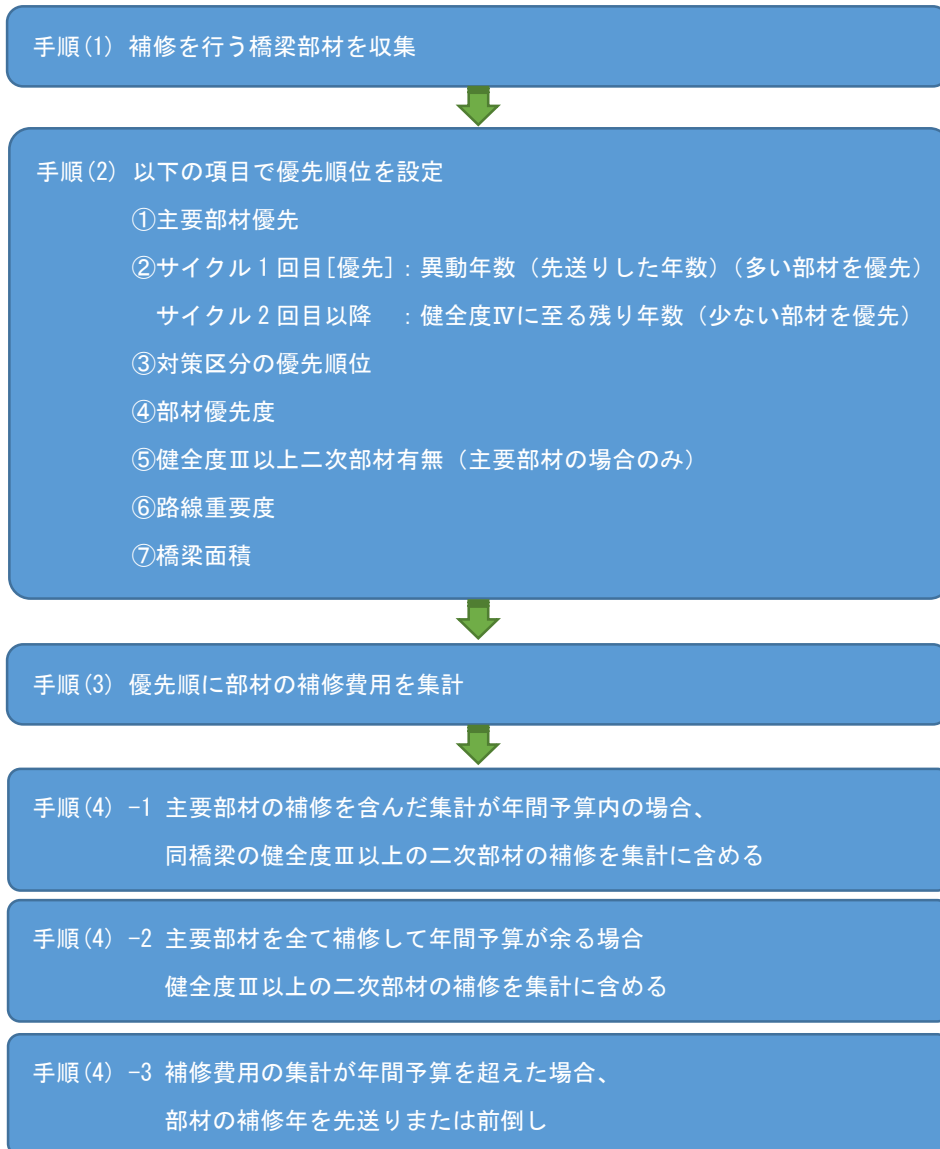 手順(1) 補修を行う橋梁部材を収集
手順(2) 以下の項目で優先順位を設定
①主要部材優先
②サイクル1回目[優先]：異動年数（先送りした年数）(多い部材を優先）
サイクル2回目以降　：健全度Ⅳに至る残り年数（少ない部材を優先）
③対策区分の優先順位
④部材優先度
⑤健全度Ⅲ以上二次部材有無（主要部材の場合のみ）
⑥路線重要度
⑦橋梁面積
手順(3) 優先順に部材の補修費用を集計
手順(4) -1 主要部材の補修を含んだ集計が年間予算内の場合、
同橋梁の健全度Ⅲ以上の二次部材の補修を集計に含める
手順(4) -2 主要部材を全て補修して年間予算が余る場合
健全度Ⅲ以上の二次部材の補修を集計に含める
手順(4) -3 補修費用の集計が年間予算を超えた場合、
部材の補修年を先送りまたは前倒し